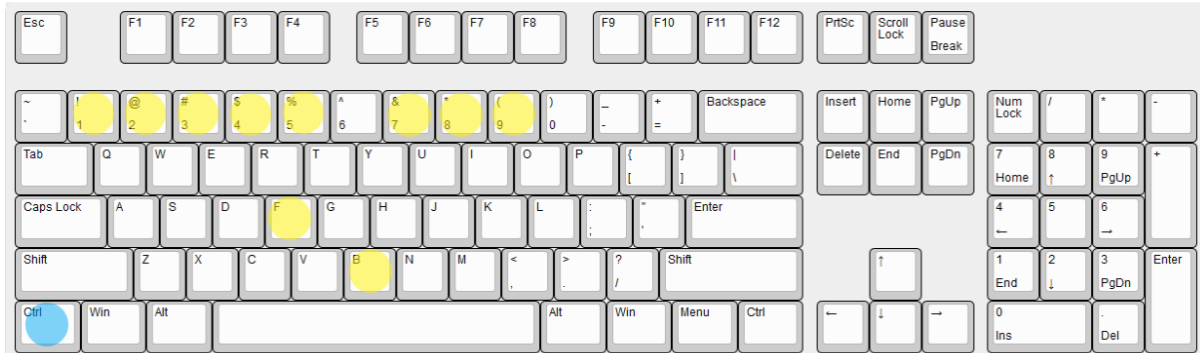 Esc F1 F2 F3 F4 F5 F6 F7 F8 F9 F10 F11 F12 PrtSc Scroll Lock Pause Break
~ ` ! 1 @ 2 # 3 $ 4 % 5 ^ 6 & 7 * 8 ( 9 ) 0 _ - + = Backspace Insert Home PgUp Num Lock / * -
Tab Q W E R T Y U I O P { [ } ] | \ Delete End PgDn 7 Home 8 ↑ 9 PgUp +
Caps Lock A S D F G H J K L : ; " ' Enter 4 ← 5 6 →
Shift Z X C V B N M < , > . ? / Shift ↑ 1 End 2 ↓ 3 PgDn Enter
Ctrl Win Alt Alt Win Menu Ctrl ← ↓ → 0 Ins . Del